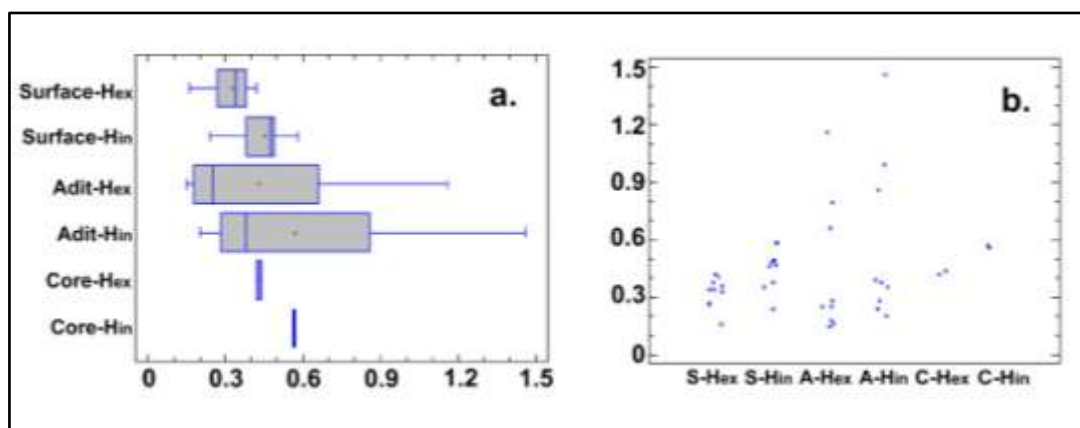 a.
Surface-Hex
Surface-Hin
Adit-Hex
Adit-Hin
Core-Hex
Core-Hin
0 0.3 0.6 0.9 1.2 1.5
b.
1.5
1.2
0.9
0.6
0.3
0
S-Hex S-Hin A-Hex A-Hin C-Hex C-Hin